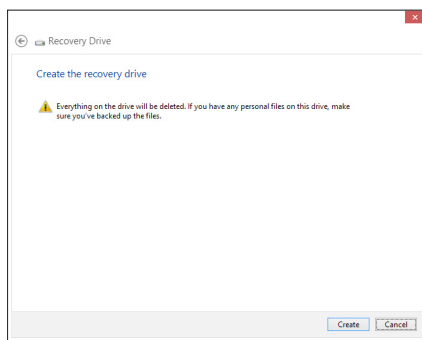 Recovery Drive
Create the recovery drive
Everything on the drive will be deleted. If you have any personal files on this drive, make
sure you've backed up the files.
Create Cancel